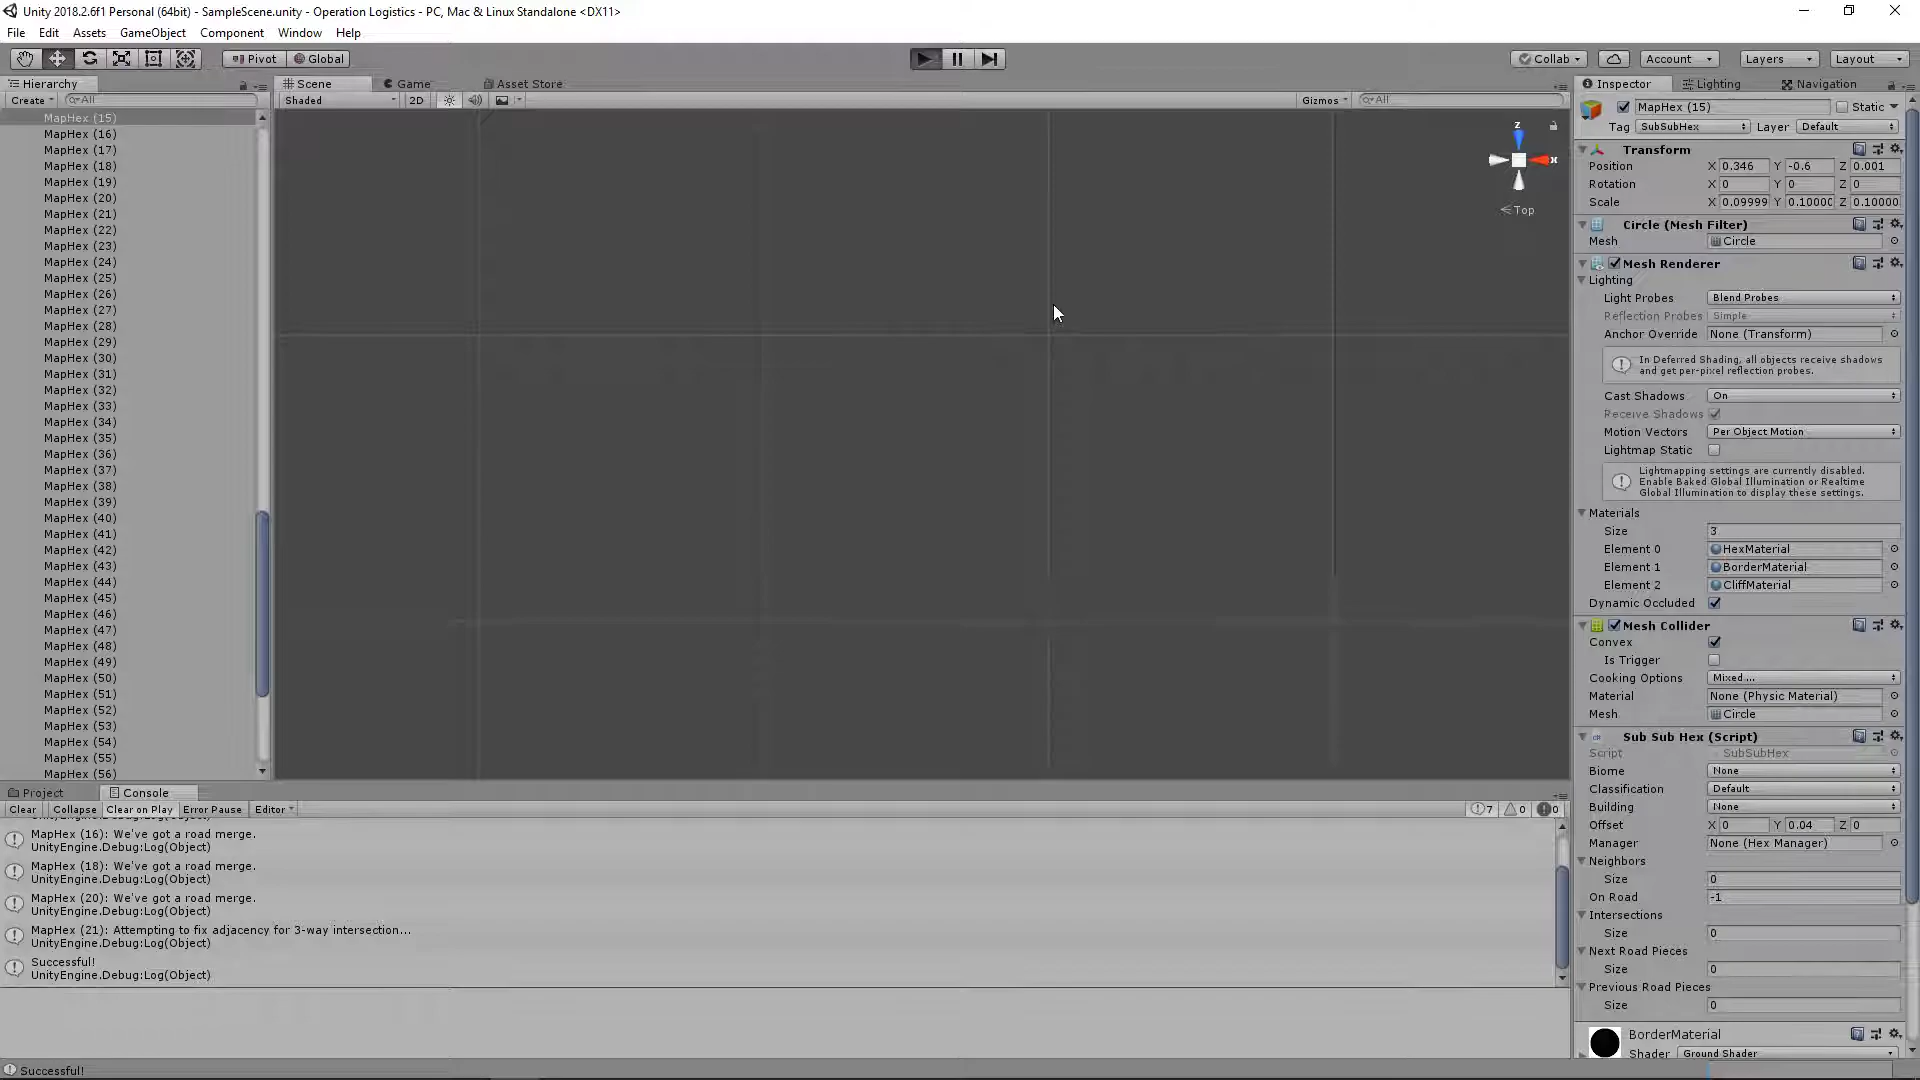 Unity 2018.2.6f1 Personal (64bit) - SampleScene.unity - Operation Logistics - PC, Mac & Linux Standalone <DX11>
File Edit Assets GameObject Component Window Help
Pivot Global Collab Account Layers Layout
Hierarchy
Create All
MapHex (15)
MapHex (16)
MapHex (17)
MapHex (18)
MapHex (19)
MapHex (20)
MapHex (21)
MapHex (22)
MapHex (23)
MapHex (24)
MapHex (25)
MapHex (26)
MapHex (27)
MapHex (28)
MapHex (29)
MapHex (30)
MapHex (31)
MapHex (32)
MapHex (33)
MapHex (34)
MapHex (35)
MapHex (36)
MapHex (37)
MapHex (38)
MapHex (39)
MapHex (40)
MapHex (41)
MapHex (42)
MapHex (43)
MapHex (44)
MapHex (45)
MapHex (46)
MapHex (47)
MapHex (48)
MapHex (49)
MapHex (50)
MapHex (51)
MapHex (52)
MapHex (53)
MapHex (54)
MapHex (55)
MapHex (56)
Scene Game Asset Store
Shaded 2D Gizmos All
z
x
Top
Project Console
Clear Collapse Clear on Play Error Pause Editor 7 0 0
UnityEngine.Debug:Log(Object)
MapHex (16): We've got a road merge.
UnityEngine.Debug:Log(Object)
MapHex (18): We've got a road merge.
UnityEngine.Debug:Log(Object)
MapHex (20): We've got a road merge.
UnityEngine.Debug:Log(Object)
MapHex (21): Attempting to fix adjacency for 3-way intersection...
UnityEngine.Debug:Log(Object)
Successful!
UnityEngine.Debug:Log(Object)
Successful!
Inspector Lighting Navigation
MapHex (15) Static
Tag SubSubHex Layer Default
Transform
Position X 0.346 Y -0.6 Z 0.001
Rotation X 0 Y 0 Z 0
Scale X 0.09999 Y 0.1000C Z 0.10000
Circle (Mesh Filter)
Mesh Circle
Mesh Renderer
Lighting
Light Probes Blend Probes
Reflection Probes Simple
Anchor Override None (Transform)
In Deferred Shading, all objects receive shadows
and get per-pixel reflection probes.
Cast Shadows On
Receive Shadows
Motion Vectors Per Object Motion
Lightmap Static
Lightmapping settings are currently disabled.
Enable Baked Global Illumination or Realtime
Global Illumination to display these settings.
Materials
Size 3
Element 0 HexMaterial
Element 1 BorderMaterial
Element 2 CliffMaterial
Dynamic Occluded
Mesh Collider
Convex
Is Trigger
Cooking Options Mixed ...
Material None (Physic Material)
Mesh Circle
Sub Sub Hex (Script)
Script SubSubHex
Biome None
Classification Default
Building None
Offset X 0 Y 0.04 Z 0
Manager None (Hex Manager)
Neighbors
Size 0
On Road -1
Intersections
Size 0
Next Road Pieces
Size 0
Previous Road Pieces
Size 0
BorderMaterial
Shader Ground Shader